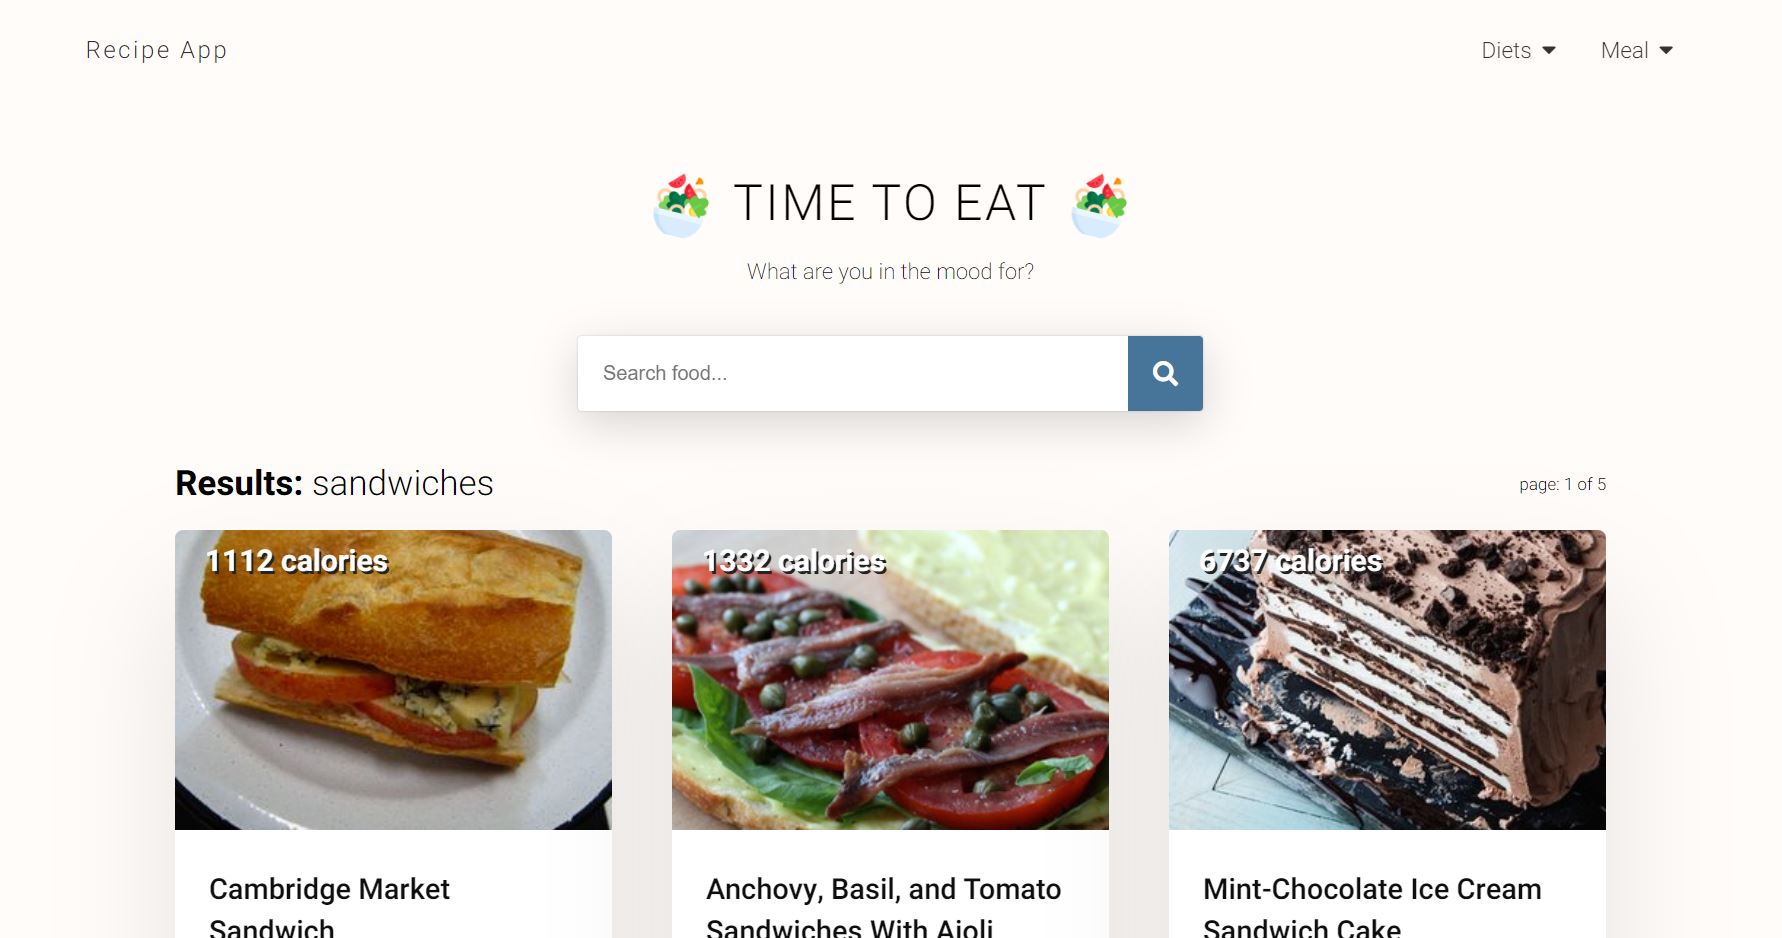 Recipe App
Diets
Meal
TIME TO EAT
What are you in the mood for?
Search food...
Results: sandwiches
page: 1 of 5
1112 calories
1332 calories
6737 calories
Cambridge Market
Sandwich
Anchovy, Basil, and Tomato
Sandwiches With Aioli
Mint-Chocolate Ice Cream
Sandwich Cake